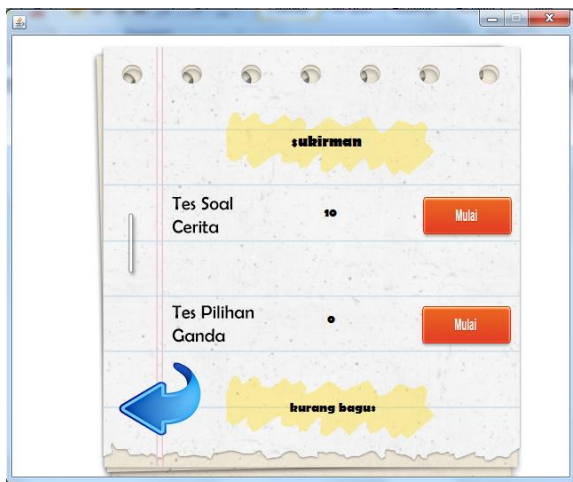 sukirman
Tes Soal
Cerita
10
Mulai
Tes Pilihan
Ganda
0
Mulai
kurang bagus